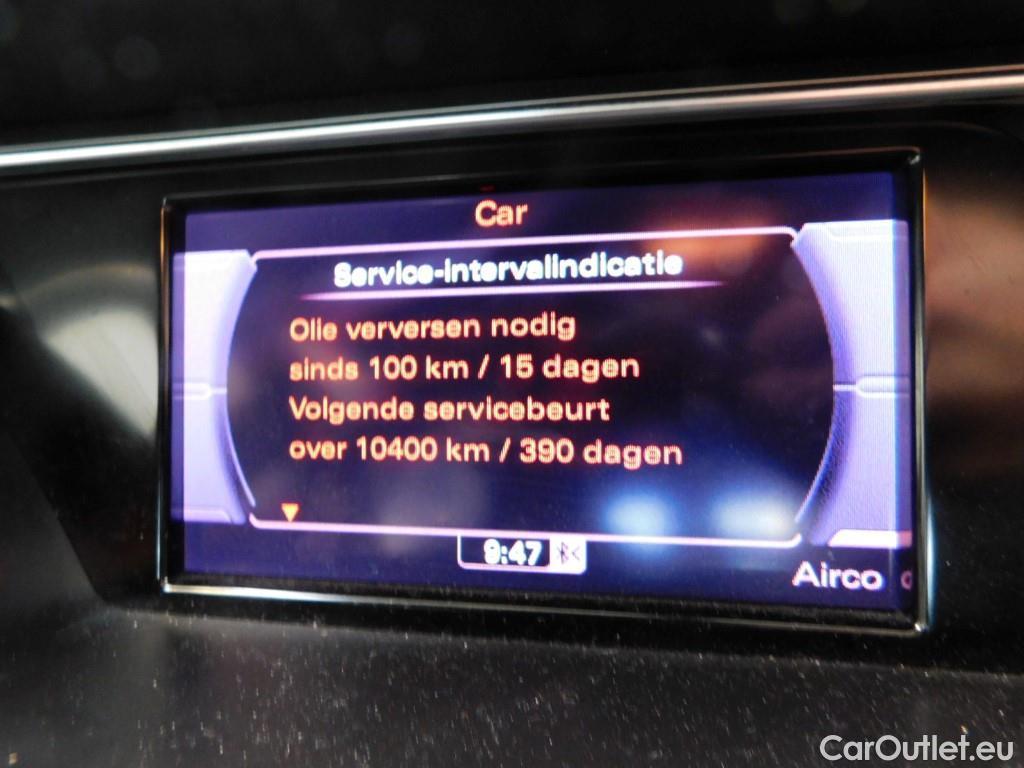 Car
Service-intervalindicatie
Olie verversen nodig
sinds 100 km / 15 dagen
Volgende servicebeurt
over 10400 km / 390 dagen
9:47
Airco
CarOutlet.eu